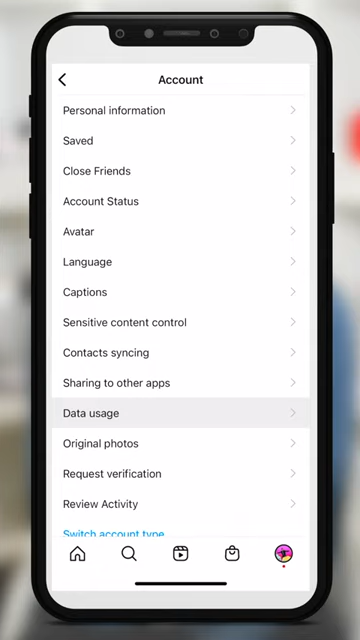 Account
Personal information
Saved
Close Friends
Account Status
Avatar
Language
Captions
Sensitive content control
Contacts syncing
Sharing to other apps
Data usage
Original photos
Request verification
Review Activity
Switch account type